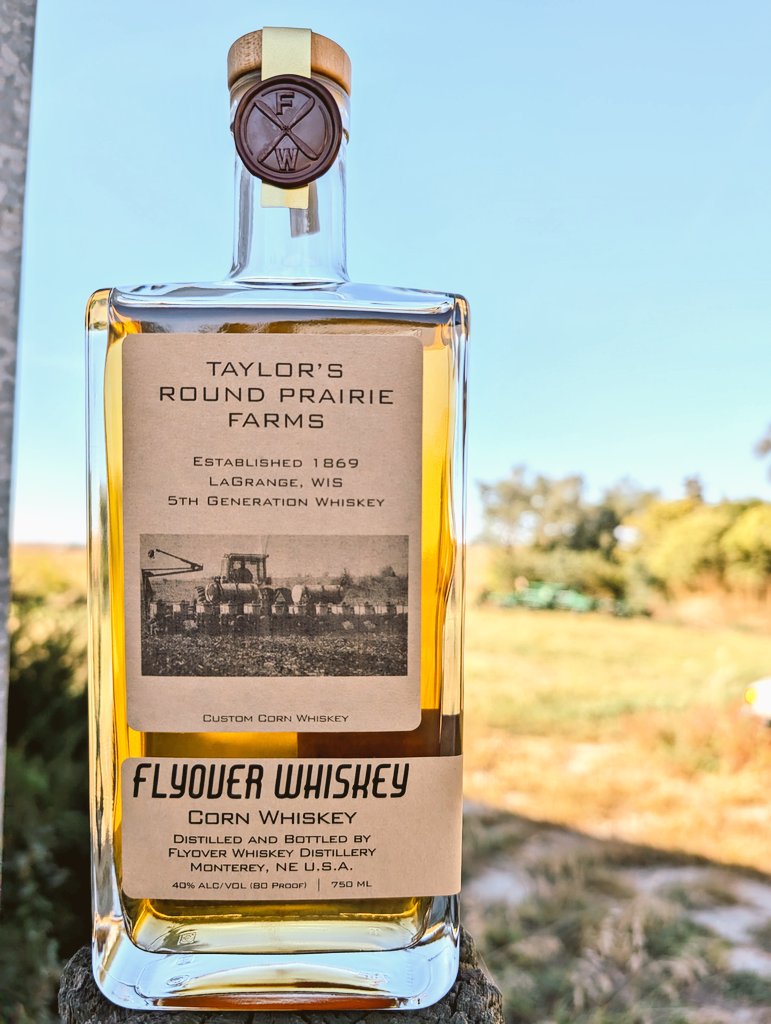 F
W
TAYLOR'S
ROUND PRAIRIE
FARMS
ESTABLISHED 1869
LAGRANGE, WIS
5TH GENERATION WHISKEY
CUSTOM CORN WHISKEY
FLYOVER WHISKEY
CORN WHISKEY
DISTILLED AND BOTTLED BY
FLYOVER WHISKEY DISTILLERY
MONTEREY, NE U.S.A.
40% ALC/VOL (80 PROOF) | 750 ML